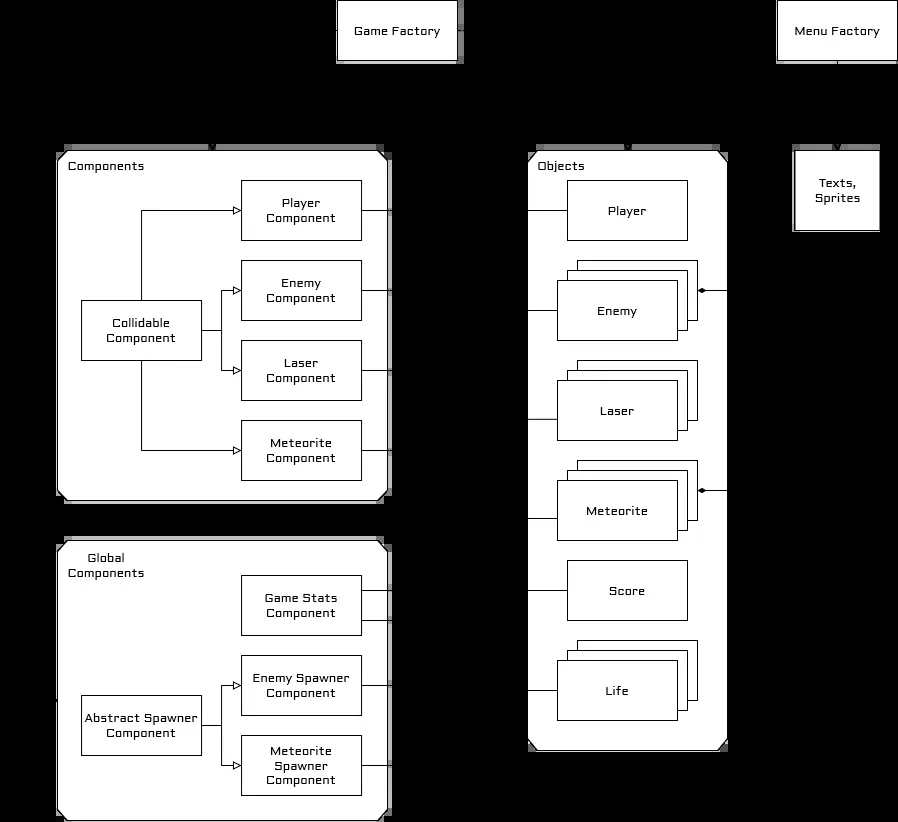 Game Factory
Menu Factory
Components
Player
Component
Enemy
Component
Collidable
Component
Laser
Component
Meteorite
Component
Objects
Player
Enemy
Laser
Meteorite
Score
Life
Texts,
Sprites
Global
Components
Game Stats
Component
Enemy Spawner
Component
Abstract Spawner
Component
Meteorite
Spawner
Component